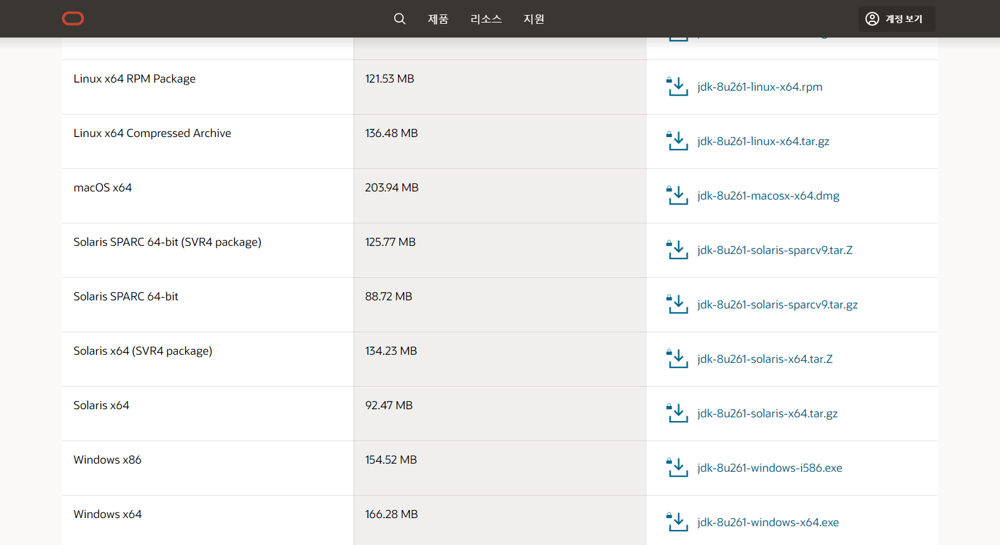 제품 리소스 지원 계정 보기
Linux x64 RPM Package 121.53 MB jdk-8u261-linux-x64.rpm
Linux x64 Compressed Archive 136.48 MB jdk-8u261-linux-x64.tar.gz
macOS x64 203.94 MB jdk-8u261-macosx-x64.dmg
Solaris SPARC 64-bit (SVR4 package) 125.77 MB jdk-8u261-solaris-sparcv9.tar.Z
Solaris SPARC 64-bit 88.72 MB jdk-8u261-solaris-sparcv9.tar.gz
Solaris x64 (SVR4 package) 134.23 MB jdk-8u261-solaris-x64.tar.Z
Solaris x64 92.47 MB jdk-8u261-solaris-x64.tar.gz
Windows x86 154.52 MB jdk-8u261-windows-i586.exe
Windows x64 166.28 MB jdk-8u261-windows-x64.exe